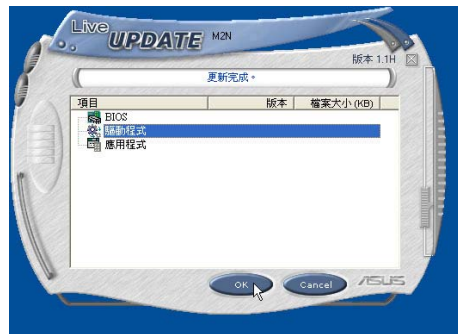 Live UPDATE M2N
版本 1.1H
更新完成。
項目 版本 檔案大小 (KB)
BIOS
驅動程式
應用程式
OK Cancel ASUS